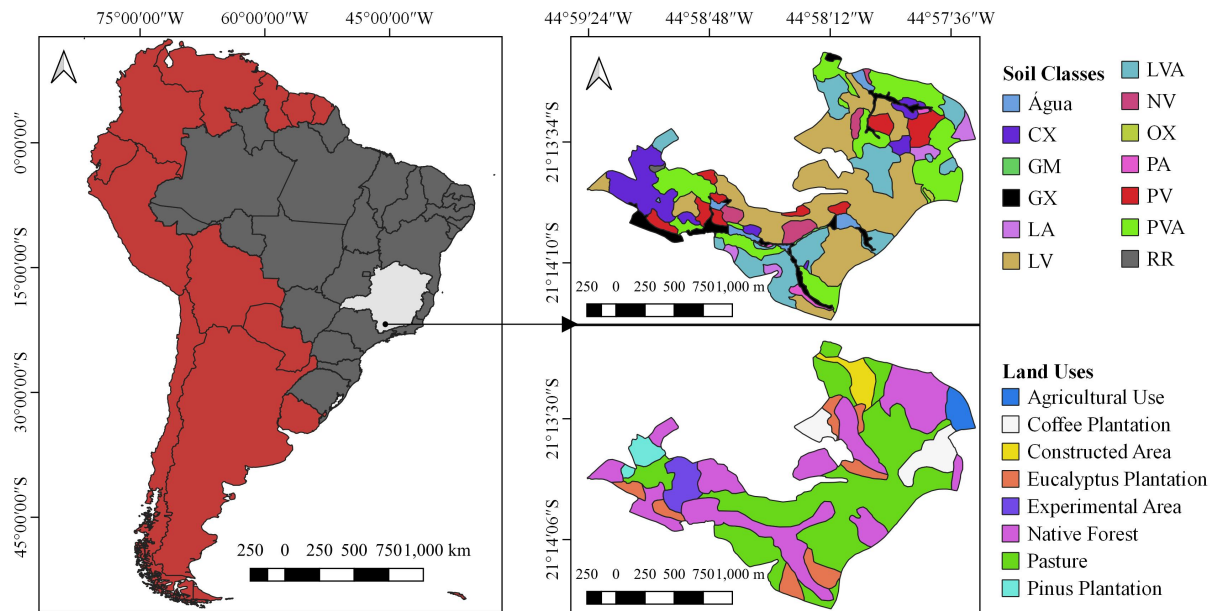 75°00′00″W 60°00′00″W 45°00′00″W
0°00′00″
15°00′00″S
30°00′00″S
45°00′00″S
250 0 250 500 750 1,000 km
44°59′24″W 44°58′48″W 44°58′12″W 44°57′36″W
21°13′34″S
21°14′10″S
250 0 250 500 750 1,000 m
21°13′30″S
21°14′06″S
250 0 250 500 750 1,000 m
Soil Classes
Água
CX
GM
GX
LA
LV
LVA
NV
OX
PA
PV
PVA
RR
Land Uses
Agricultural Use
Coffee Plantation
Constructed Area
Eucalyptus Plantation
Experimental Area
Native Forest
Pasture
Pinus Plantation